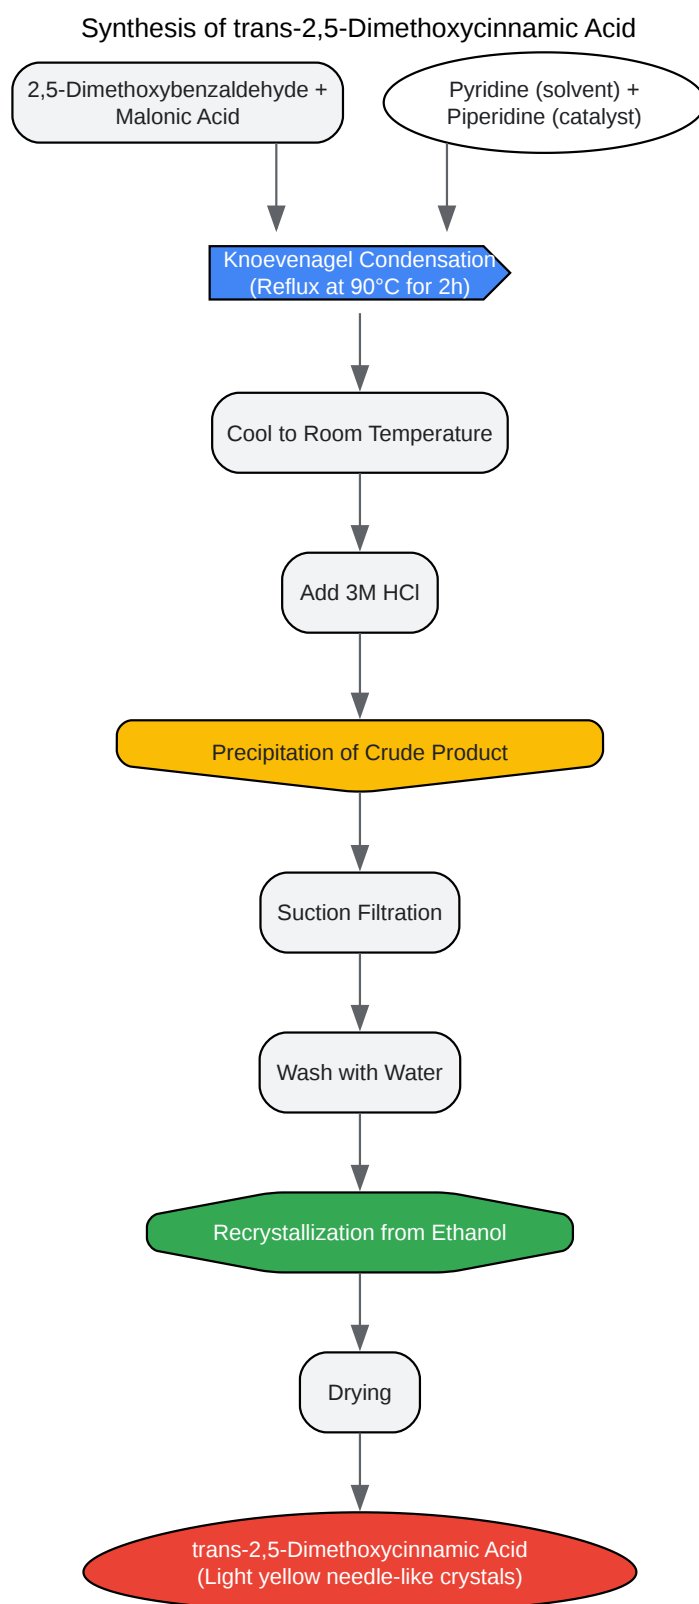 Synthesis of trans-2,5-Dimethoxycinnamic Acid
2,5-Dimethoxybenzaldehyde +
Malonic Acid
Pyridine (solvent) +
Piperidine (catalyst)
Knoevenagel Condensation
(Reflux at 90°C for 2h)
Cool to Room Temperature
Add 3M HCl
Precipitation of Crude Product
Suction Filtration
Wash with Water
Recrystallization from Ethanol
Drying
trans-2,5-Dimethoxycinnamic Acid
(Light yellow needle-like crystals)